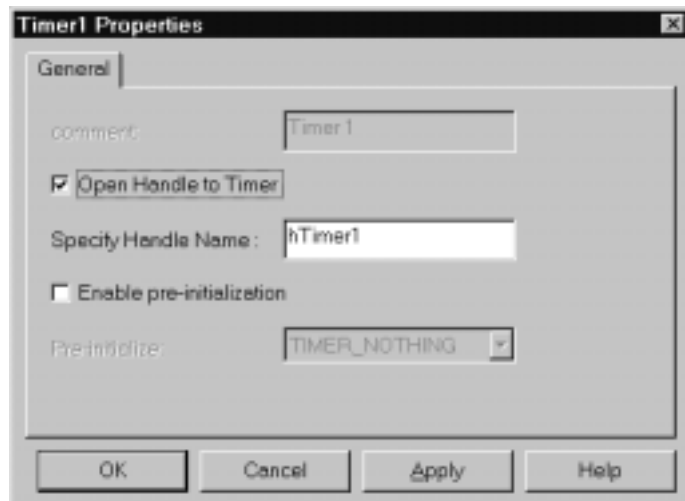 Timer1 Properties
General
comment: Timer1
Open Handle to Timer
Specify Handle Name : hTimer1
Enable pre-initialization
Pre-initialize: TIMER_NOTHING
OK Cancel Apply Help